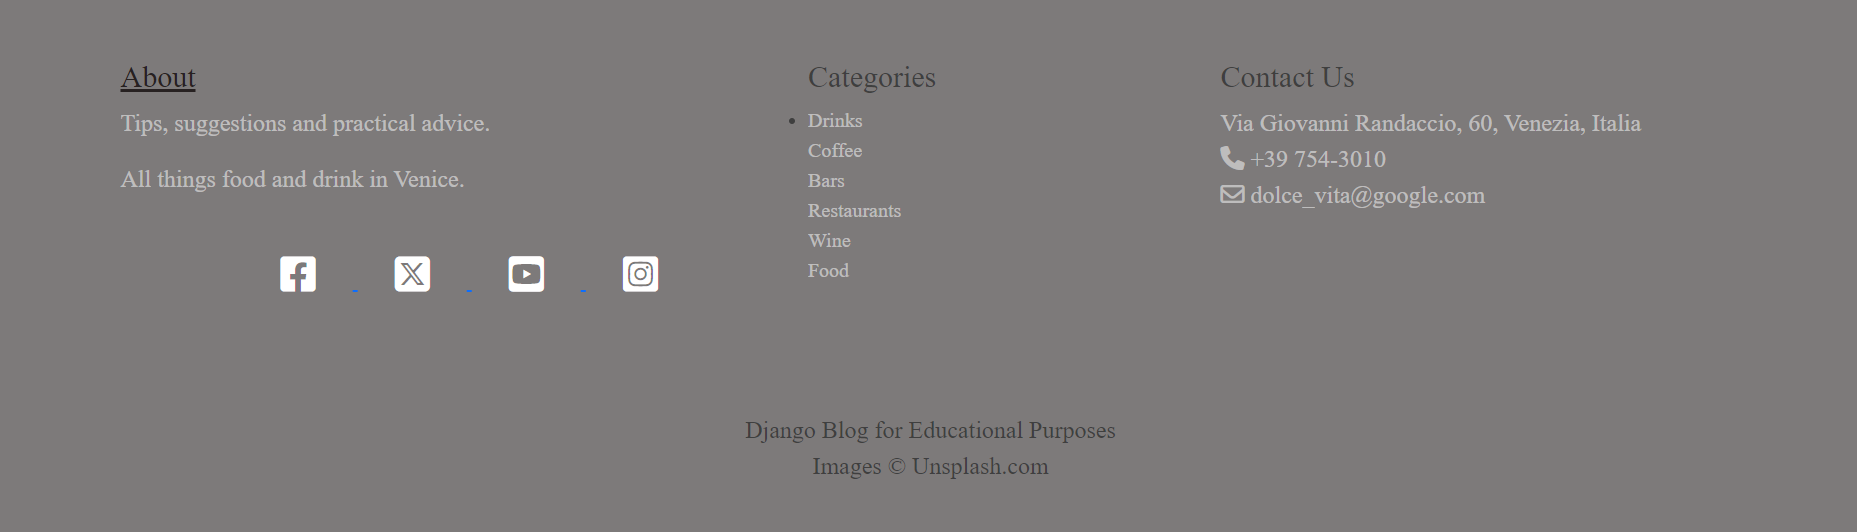 About
Tips, suggestions and practical advice.
All things food and drink in Venice.
Categories
Drinks
Coffee
Bars
Restaurants
Wine
Food
Contact Us
Via Giovanni Randaccio, 60, Venezia, Italia
+39 754-3010
dolce_vita@google.com
Django Blog for Educational Purposes
Images © Unsplash.com